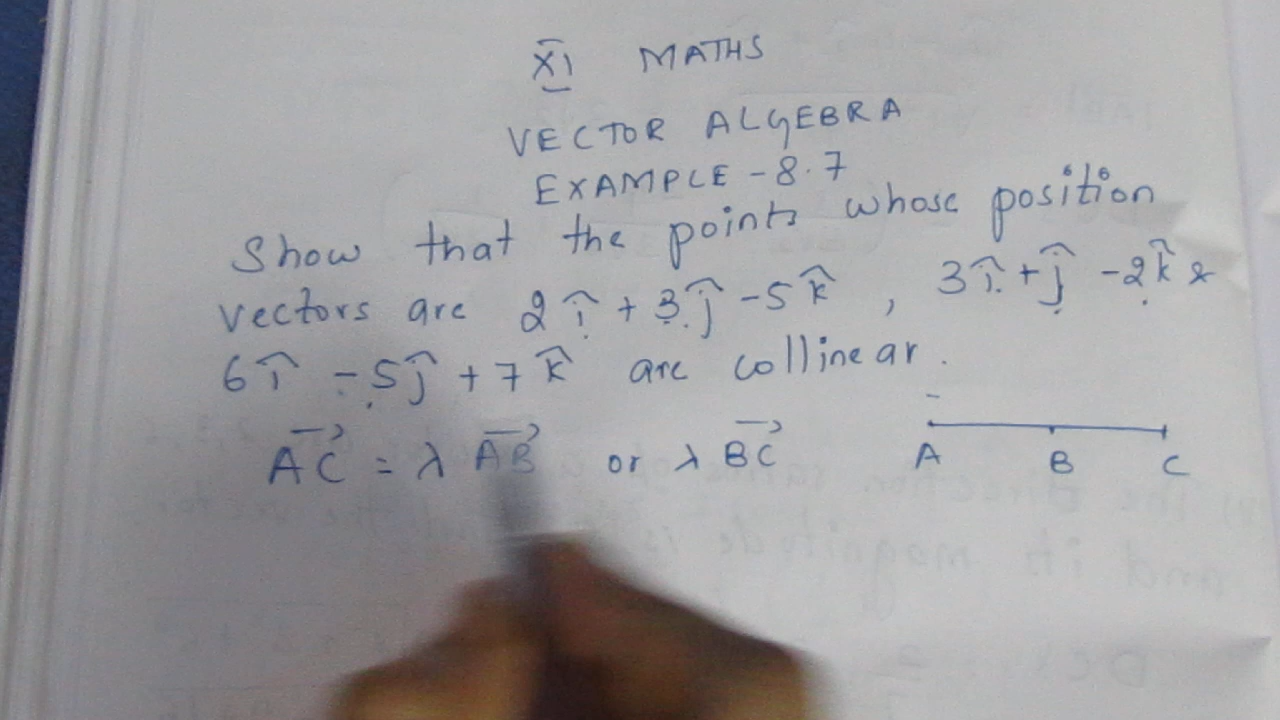 XI MATHS
VECTOR ALGEBRA
EXAMPLE - 8.7
Show that the points whose position
vectors are 2î + 3ĵ - 5k̂ , 3î + ĵ - 2k̂ &
6î - 5ĵ + 7k̂ are collinear.
A B C
AC⃗ = λ AB⃗ or λ BC⃗